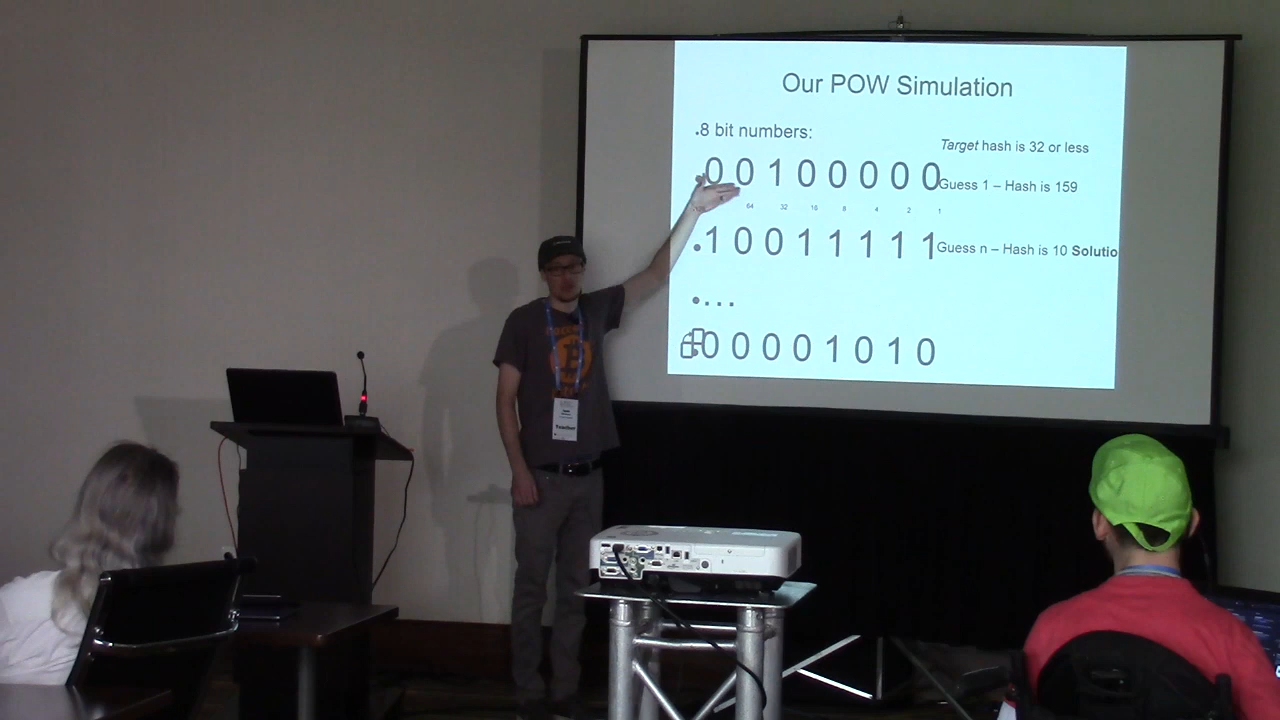 Our POW Simulation
.8 bit numbers:
Target hash is 32 or less
0 0 1 0 0 0 0 0
Guess 1 – Hash is 159
64 32 16 8 4 2 1
.1 0 0 1 1 1 1 1
Guess n – Hash is 10 Solutio
. . .
0 0 0 0 1 0 1 0
Teacher